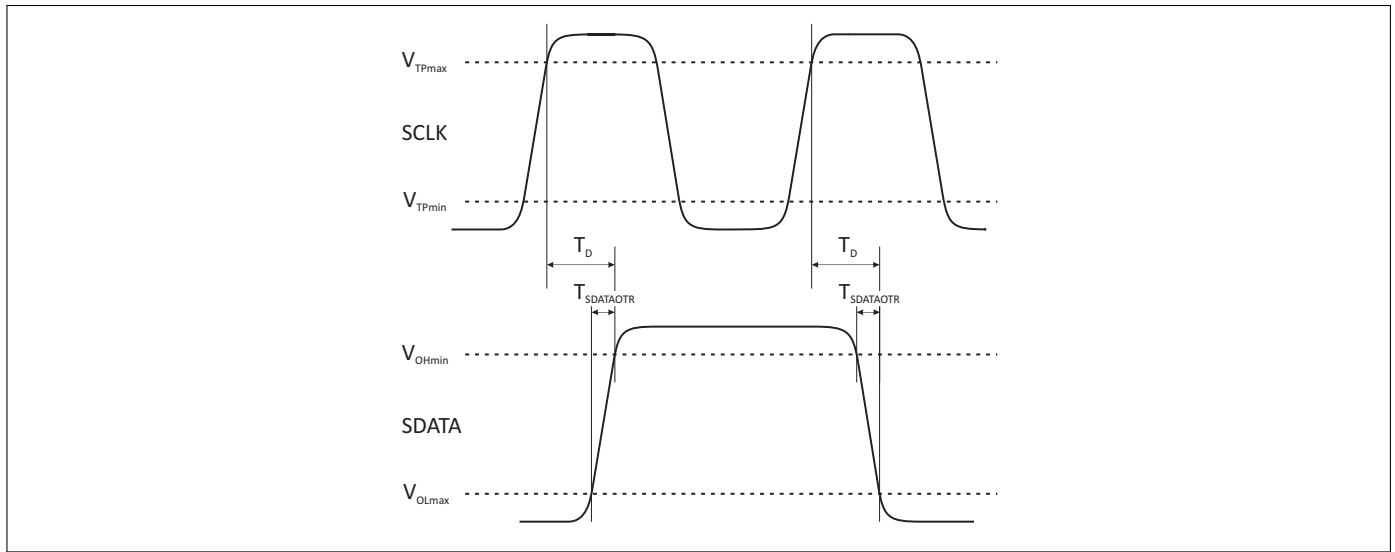 V_TPmax
SCLK
V_TPmin
T_D T_D
T_SDATAOTR T_SDATAOTR
V_OHmin
SDATA
V_OLmax